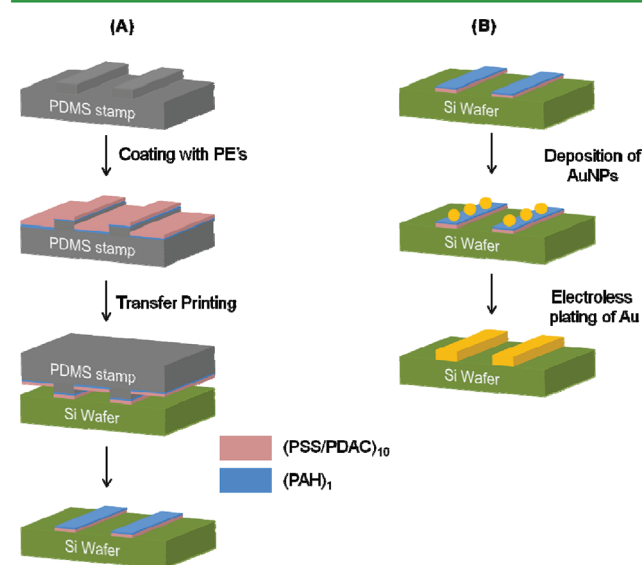 (A)
PDMS stamp
Coating with PE's
PDMS stamp
Transfer Printing
PDMS stamp
Si Wafer
Si Wafer
(PSS/PDAC)10
(PAH)1
(B)
Si Wafer
Deposition of
AuNPs
Si Wafer
Electroless
plating of Au
Si Wafer